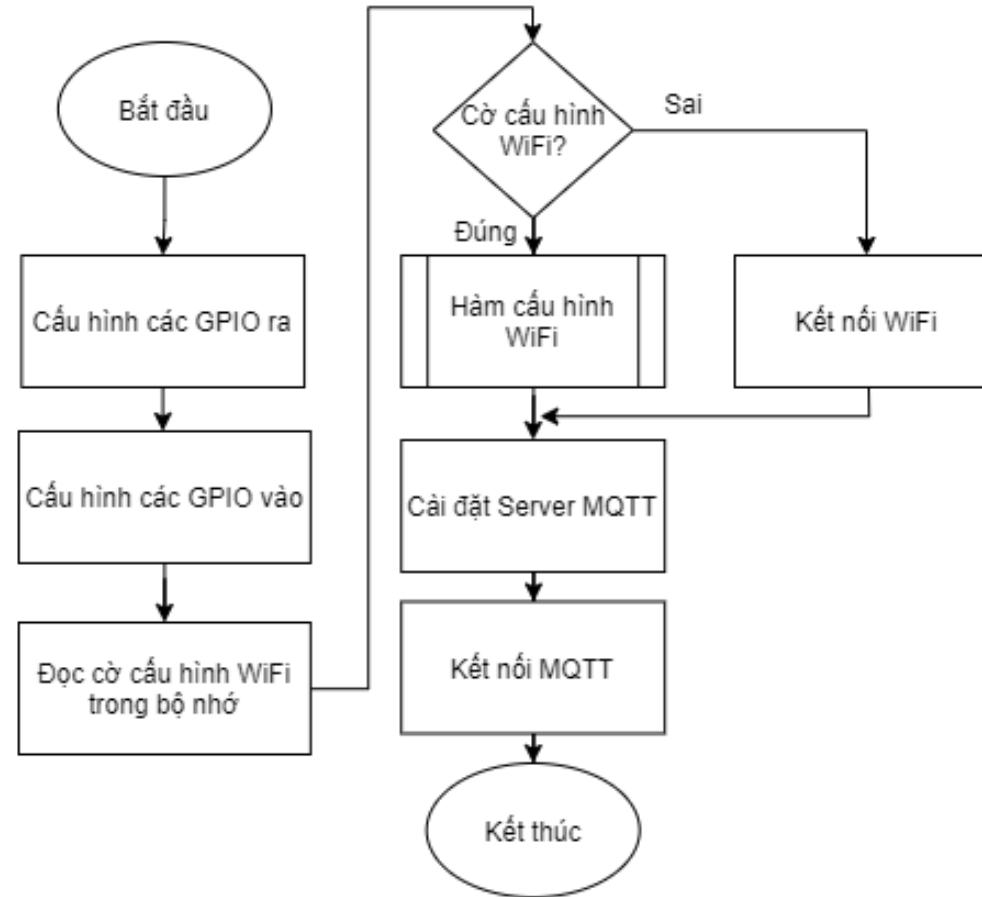 Bắt đầu
Cấu hình các GPIO ra
Cấu hình các GPIO vào
Đọc cờ cấu hình WiFi
trong bộ nhớ
Cờ cấu hình
WiFi?
Sai
Đúng
Hàm cấu hình
WiFi
Kết nối WiFi
Cài đặt Server MQTT
Kết nối MQTT
Kết thúc